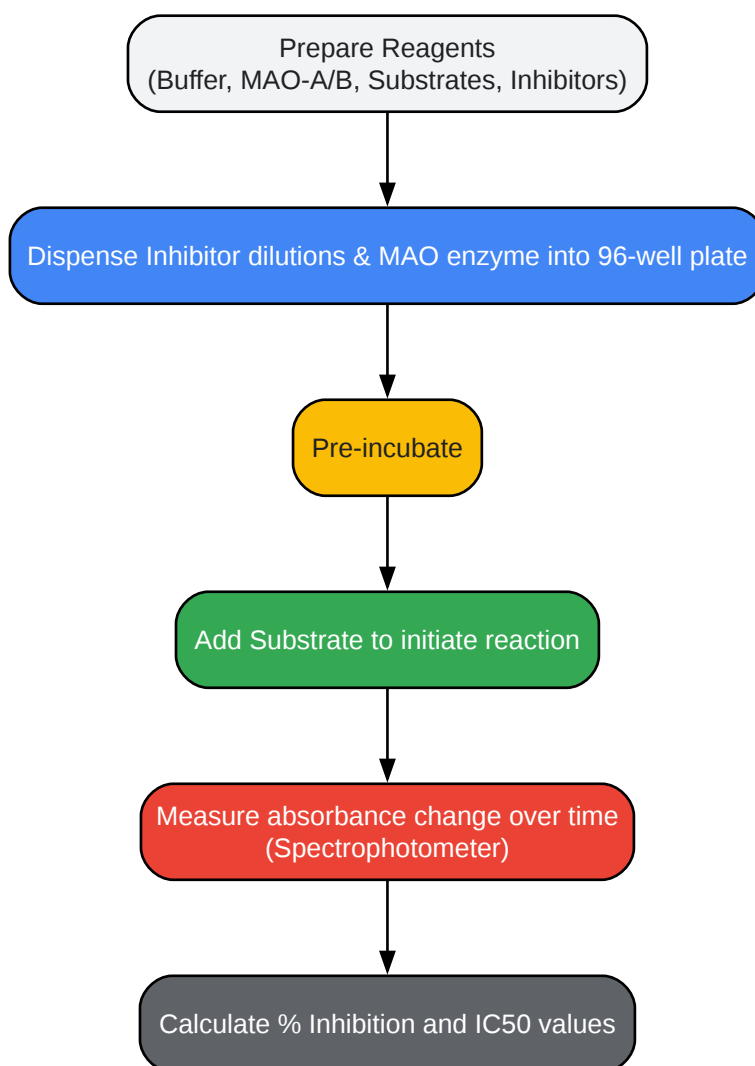 Prepare Reagents
(Buffer, MAO-A/B, Substrates, Inhibitors)
Dispense Inhibitor dilutions & MAO enzyme into 96-well plate
Pre-incubate
Add Substrate to initiate reaction
Measure absorbance change over time
(Spectrophotometer)
Calculate % Inhibition and IC50 values